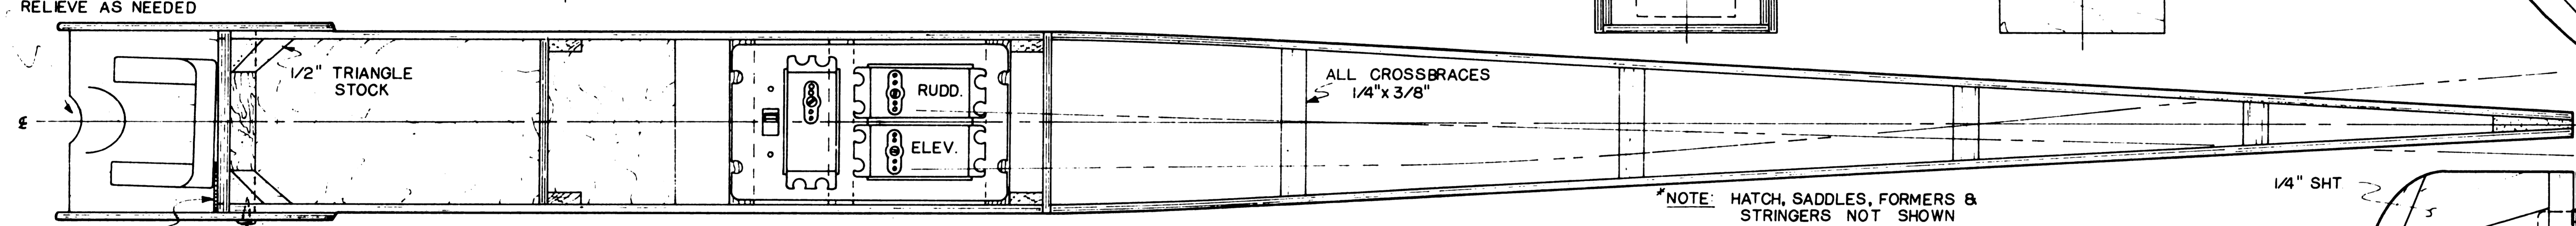 RELIEVE AS NEEDED
1/2" TRIANGLE
STOCK
RUDD.
ELEV.
ALL CROSSBRACES
1/4" x 3/8"
*NOTE: HATCH, SADDLES, FORMERS &
STRINGERS NOT SHOWN
1/4" SHT
℄